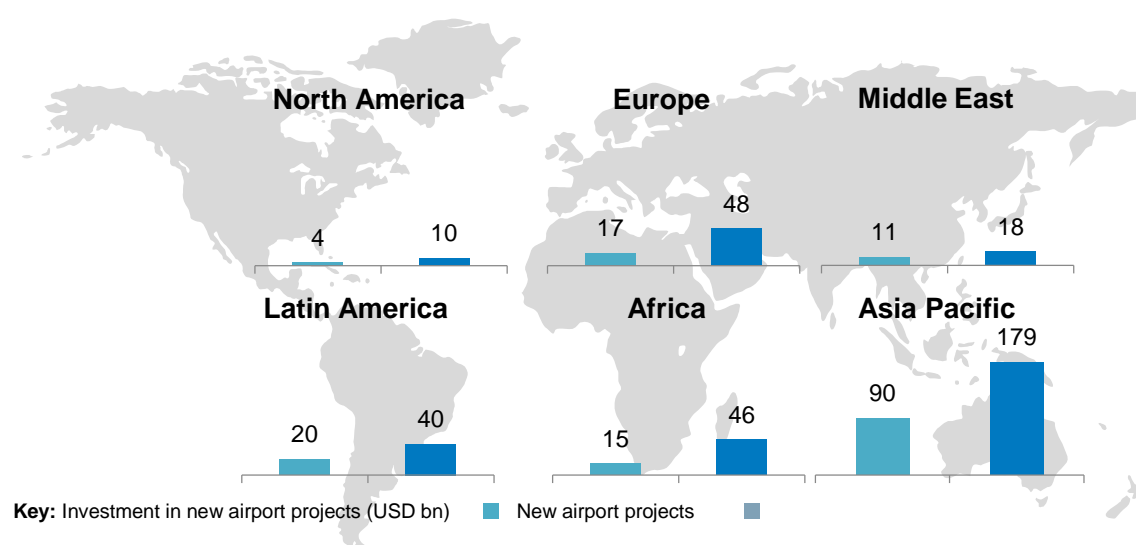 North America
Europe
Middle East
4
10
17
48
11
18
Latin America
Africa
Asia Pacific
20
40
15
46
90
179
Key: Investment in new airport projects (USD bn)
New airport projects